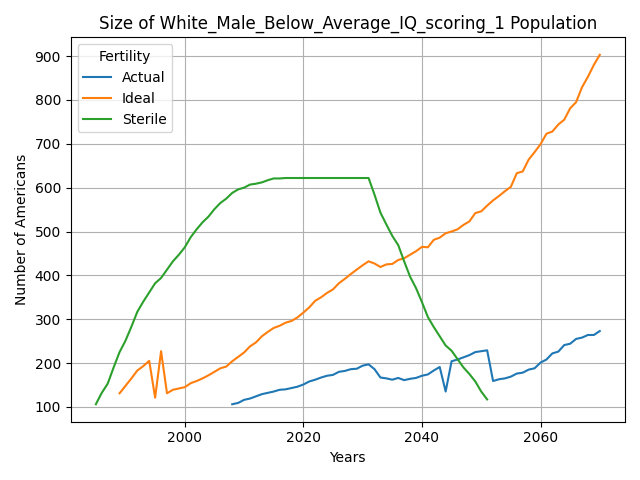 Size of White_Male_Below_Average_IQ_scoring_1 Population
Fertility
Actual
Ideal
Sterile
Number of Americans
900
800
700
600
500
400
300
200
100
2000
2020
2040
2060
Years